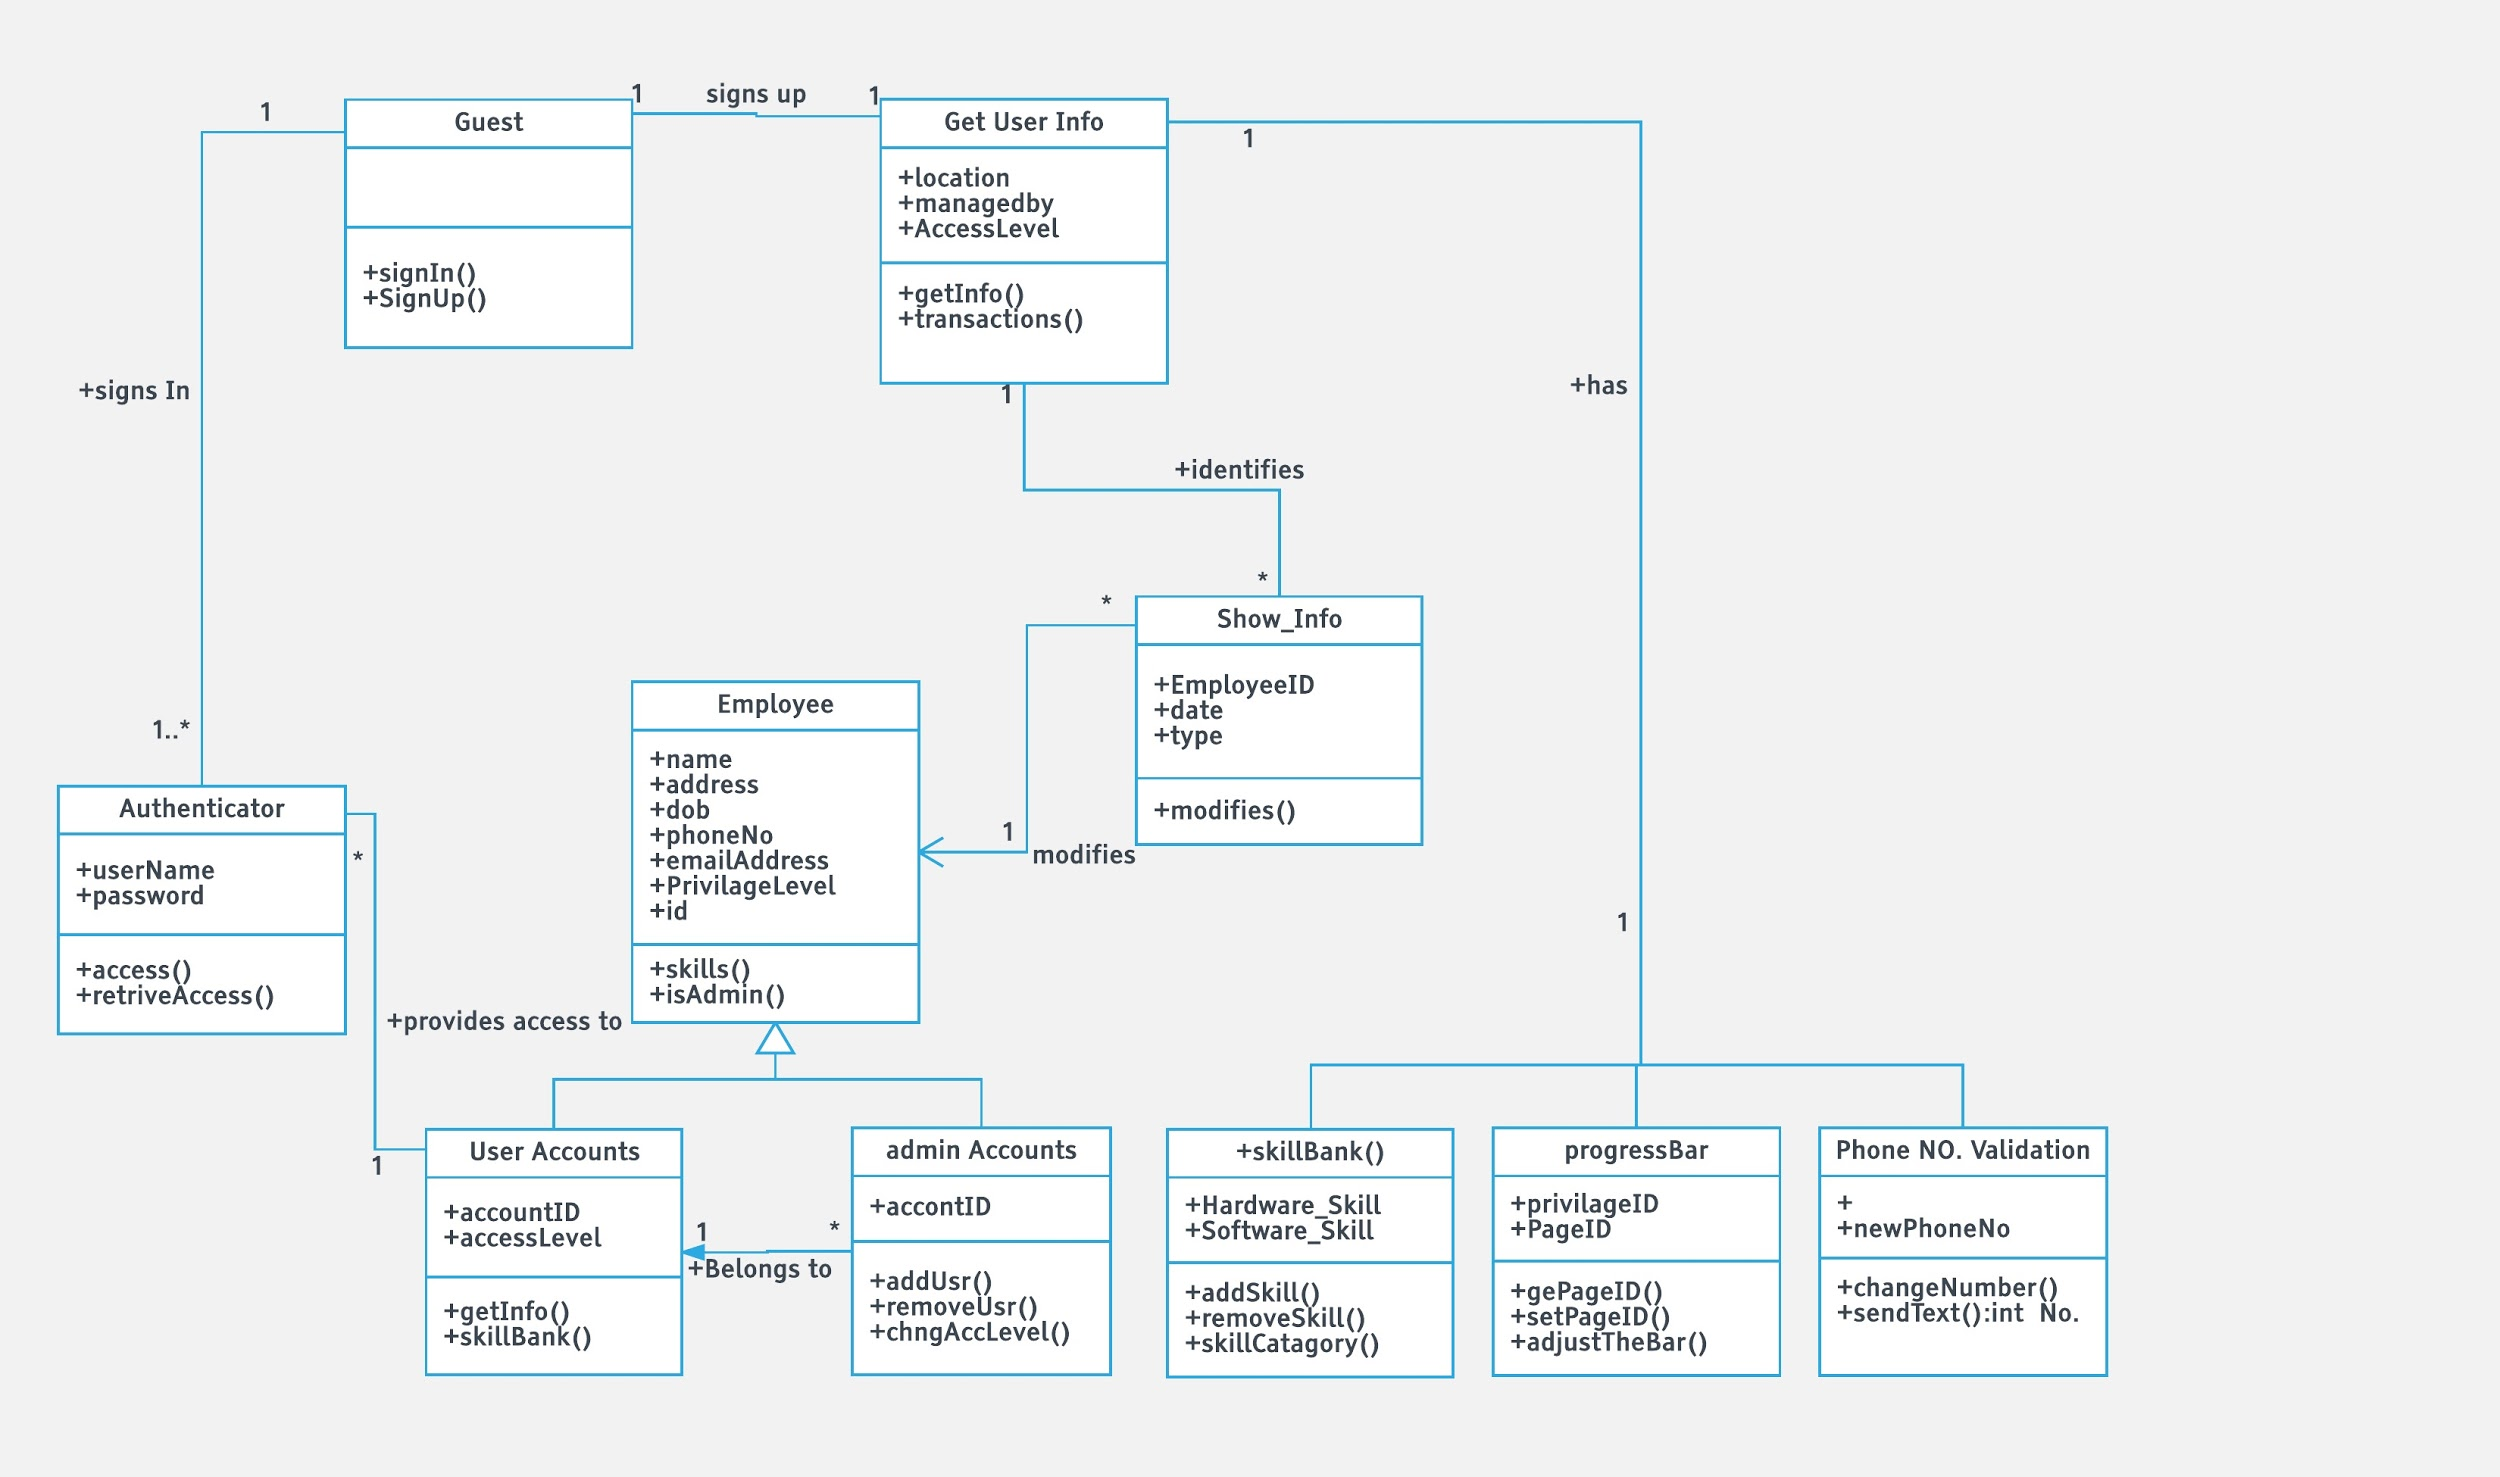 1
Guest
+signIn()
+SignUp()
1
signs up
1
Get User Info
+location
+managedby
+AccessLevel
+getInfo()
+transactions()
1
+has
1
+signs In
1..*
1
+identifies
*
Show_Info
+EmployeeID
+date
+type
+modifies()
*
1
modifies
Employee
+name
+address
+dob
+phoneNo
+emailAddress
+PrivilageLevel
+id
+skills()
+isAdmin()
Authenticator
+userName
+password
+access()
+retriveAccess()
*
+provides access to
1
User Accounts
+accountID
+accessLevel
+getInfo()
+skillBank()
1
*
+Belongs to
admin Accounts
+accontID
+addUsr()
+removeUsr()
+chngAccLevel()
+skillBank()
+Hardware_Skill
+Software_Skill
+addSkill()
+removeSkill()
+skillCatagory()
progressBar
+privilageID
+PageID
+gePageID()
+setPageID()
+adjustTheBar()
Phone NO. Validation
+
+newPhoneNo
+changeNumber()
+sendText():int  No.